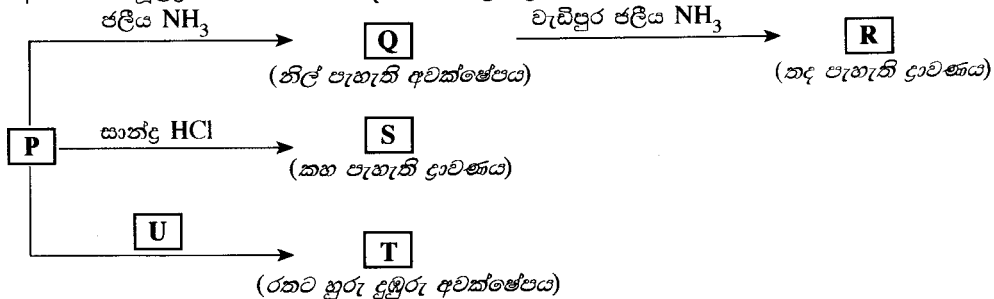 ජලීය NH₃
වැඩිපුර ජලීය NH₃
Q
R
(නිල් පැහැති අවක්ෂේපය)
(තද පැහැති ද්‍රාවණය)
සාන්ද්‍ර HCl
P
S
(කහ පැහැති ද්‍රාවණය)
U
T
(රතට හුරු දුඹුරු අවක්ෂේපය)